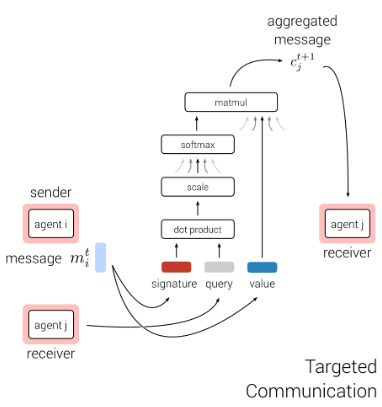 aggregated
message
c_j^{t+1}
matmul
softmax
scale
sender
agent i
dot product
agent j
message m_i^t
receiver
signature query value
agent j
receiver
Targeted
Communication